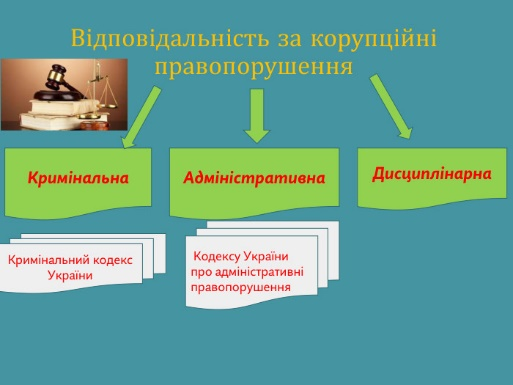 Відповідальність за корупційні
правопорушення
Кримінальна
Адміністративна
Дисциплінарна
Кримінальний кодекс
України
Кодексу України
про адміністративні
правопорушення